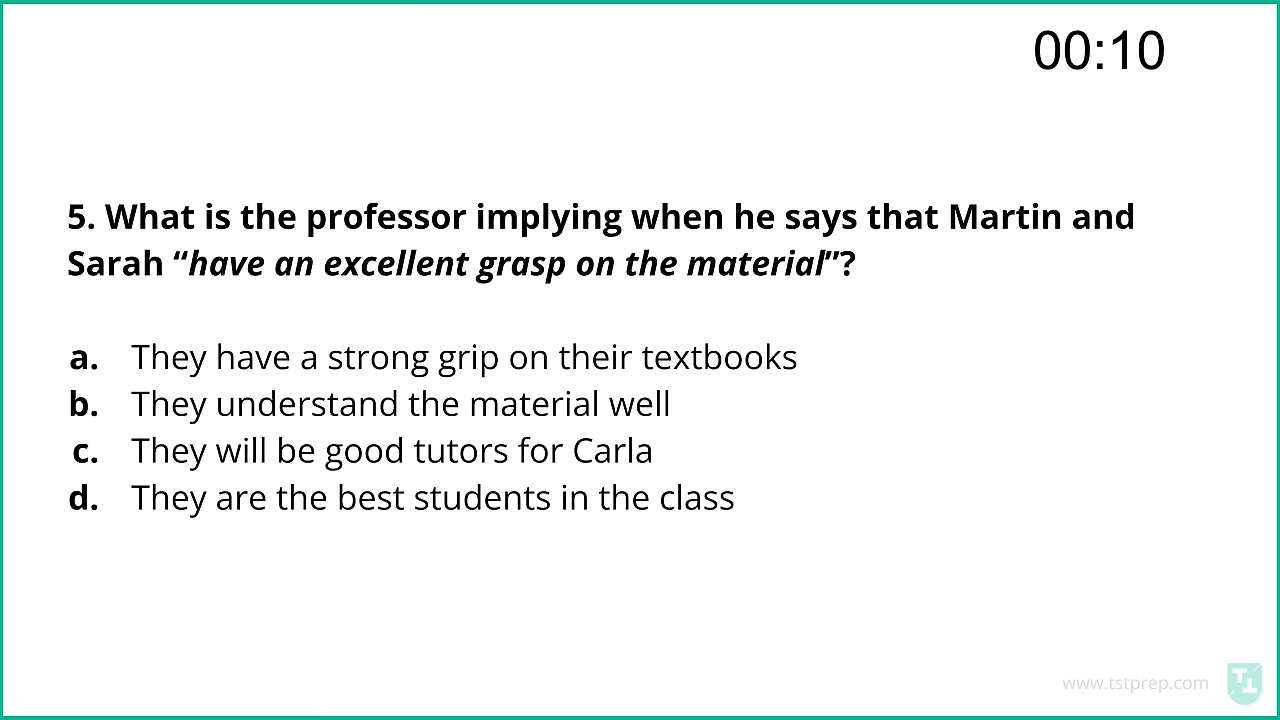 00:10
5. What is the professor implying when he says that Martin and
Sarah “have an excellent grasp on the material”?
a. They have a strong grip on their textbooks
b. They understand the material well
c. They will be good tutors for Carla
d. They are the best students in the class
www.tstprep.com